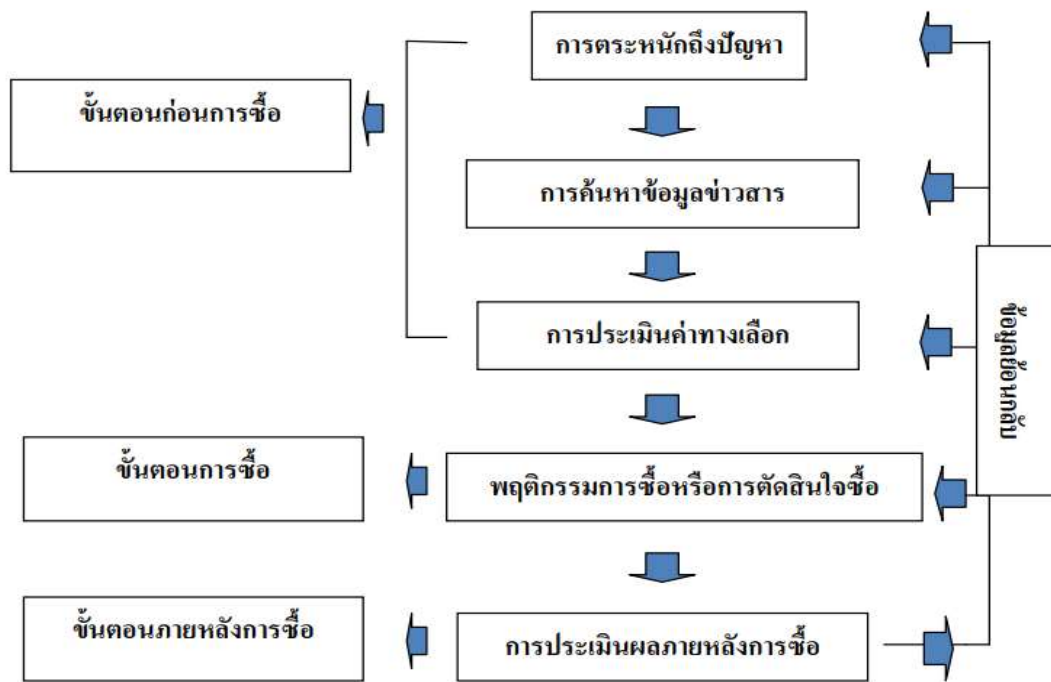 การตระหนักถึงปัญหา
ขั้นตอนก่อนการซื้อ
การค้นหาข้อมูลข่าวสาร
การประเมินค่าทางเลือก
ข้อมูลย้อนกลับ
ขั้นตอนการซื้อ
พฤติกรรมการซื้อหรือการตัดสินใจซื้อ
ขั้นตอนภายหลังการซื้อ
การประเมินผลภายหลังการซื้อ